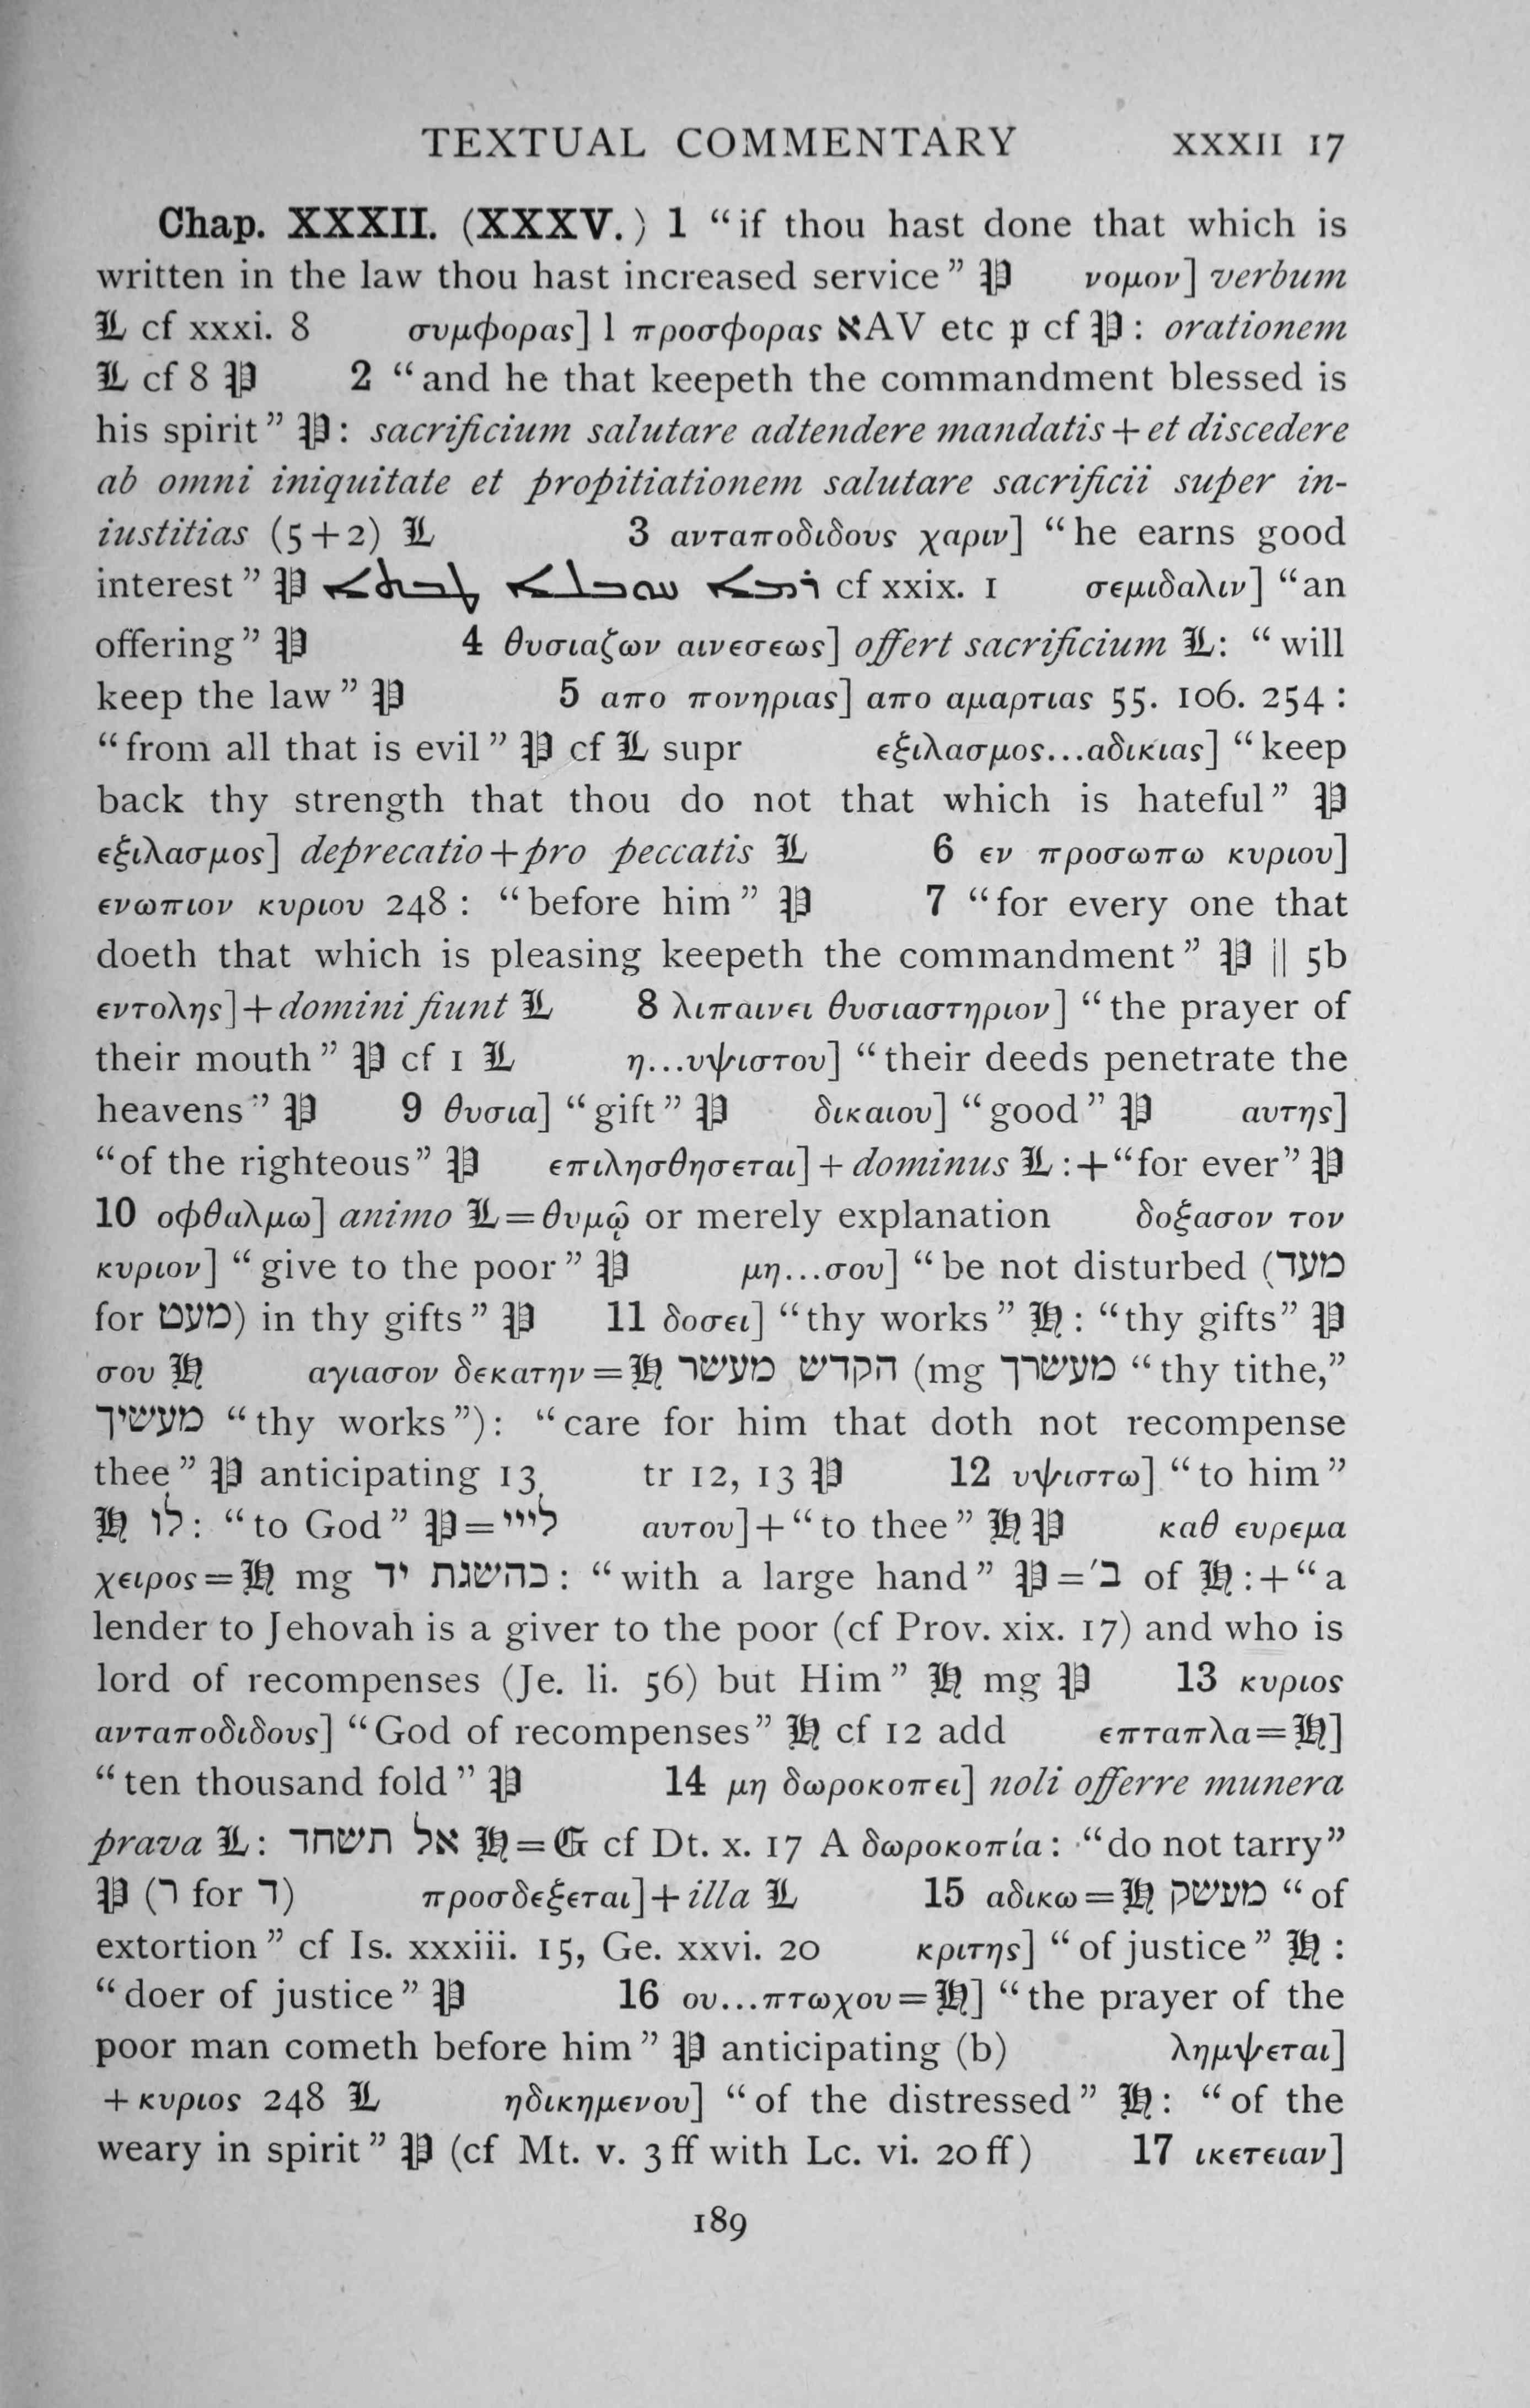 TEXTUAL COMMENTARY XXXII 17
Chap. XXXII. (XXXV.) 1 “if thou hast done that which is
written in the law thou hast increased service” 𝔓 νομον] verbum
𝕷 cf xxxi. 8 συμφορας] l προσφορας ℵAV etc p cf 𝔓: orationem
𝕷 cf 8 𝔓 2 “and he that keepeth the commandment blessed is
his spirit” 𝔓: sacrificium salutare adtendere mandatis + et discedere
ab omni iniquitate et propitiationem salutare sacrificii super in-
iustitias (5+2) 𝕷 3 ανταποδιδους χαριν] “he earns good
interest” 𝔓 cf xxix. 1 σεμιδαλιν] “an
offering” 𝔓 4 θυσιαζων αινεσεως] offert sacrificium 𝕷: “will
keep the law” 𝔓 5 απο πονηριας] απο αμαρτιας 55. 106. 254:
“from all that is evil” 𝔓 cf 𝕷 supr εξιλασμος...αδικιας] “keep
back thy strength that thou do not that which is hateful” 𝔓
εξιλασμος] deprecatio + pro peccatis 𝕷 6 εν προσωπω κυριου]
ενωπιον κυριου 248: “before him” 𝔓 7 “for every one that
doeth that which is pleasing keepeth the commandment” 𝔓 || 5b
εντολης] + domini fiunt 𝕷 8 λιπαινει θυσιαστηριον] “the prayer of
their mouth” 𝔓 cf 1 𝕷 η...υψιστου] “their deeds penetrate the
heavens” 𝔓 9 θυσια] “gift” 𝔓 δικαιου] “good” 𝔓 αυτης]
“of the righteous” 𝔓 επιλησθησεται] + dominus 𝕷: + “for ever” 𝔓
10 οφθαλμω] animo 𝕷 = θυμῷ or merely explanation δοξασον τον
κυριον] “give to the poor” 𝔓 μη...σου] “be not disturbed (מעד
for מעט) in thy gifts” 𝔓 11 δοσει] “thy works” 𝕳: “thy gifts” 𝔓
σου 𝕳 αγιασον δεκατην = 𝕳 הקדש מעשר (mg מעשרך “thy tithe,”
מעשיך “thy works”): “care for him that doth not recompense
thee” 𝔓 anticipating 13 tr 12, 13 𝔓 12 υψιστω] “to him”
𝕳 לו: “to God” 𝔓 = לייי αυτου] + “to thee” 𝕳 𝔓 καθ ευρεμα
χειρος = 𝕳 mg כהשגת יד: “with a large hand” 𝔓 = ב׳ of 𝕳: + “a
lender to Jehovah is a giver to the poor (cf Prov. xix. 17) and who is
lord of recompenses (Je. li. 56) but Him” 𝕳 mg 𝔓 13 κυριος
ανταποδιδους] “God of recompenses” 𝕳 cf 12 add επταπλα = 𝕳]
“ten thousand fold” 𝔓 14 μη δωροκοπει] noli offerre munera
prava 𝕷: אל תשחד 𝕳 = 𝕲 cf Dt. x. 17 A δωροκοπία: “do not tarry”
𝔓 (ר for ד) προσδεξεται] + illa 𝕷 15 αδικω = 𝕳 מעשק “of
extortion” cf Is. xxxiii. 15, Ge. xxvi. 20 κριτης] “of justice” 𝕳:
“doer of justice” 𝔓 16 ου...πτωχου = 𝕳] “the prayer of the
poor man cometh before him” 𝔓 anticipating (b) λημψεται]
+ κυριος 248 𝕷 ηδικημενου] “of the distressed” 𝕳: “of the
weary in spirit” 𝔓 (cf Mt. v. 3 ff with Lc. vi. 20 ff) 17 ικετειαν]
189